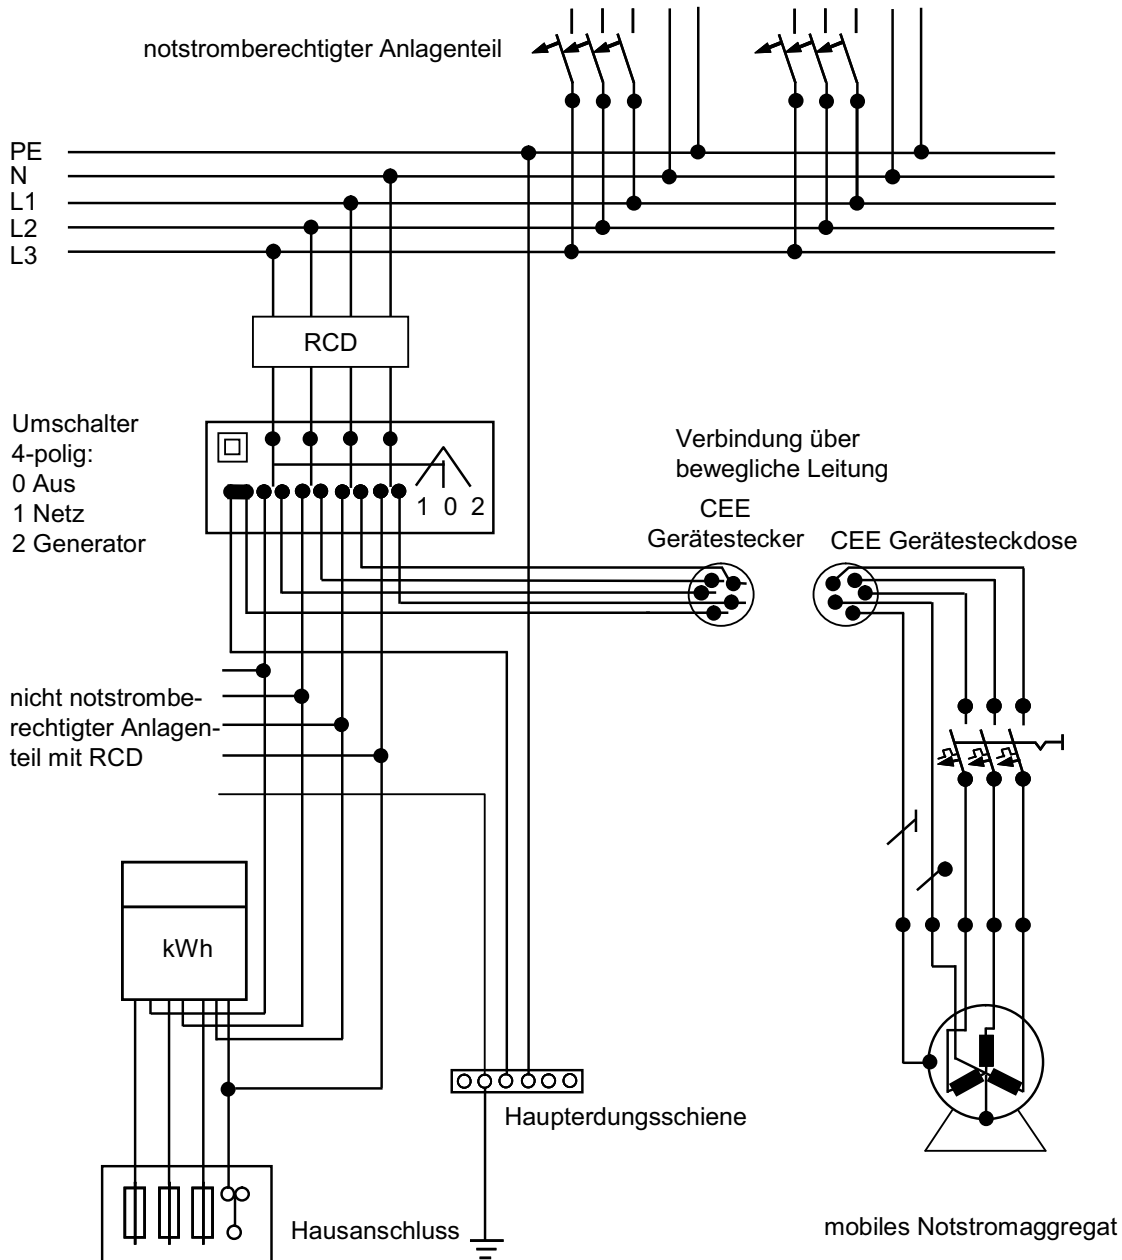 notstromberechtigter Anlagenteil
PE
N
L1
L2
L3
RCD
Umschalter
4-polig:
0 Aus
1 Netz
2 Generator
1 0 2
Verbindung über
bewegliche Leitung
CEE
Gerätestecker
CEE Gerätesteckdose
nicht notstrombe-
rechtigter Anlagen-
teil mit RCD
kWh
Haupterdungsschiene
Hausanschluss
mobiles Notstromaggregat